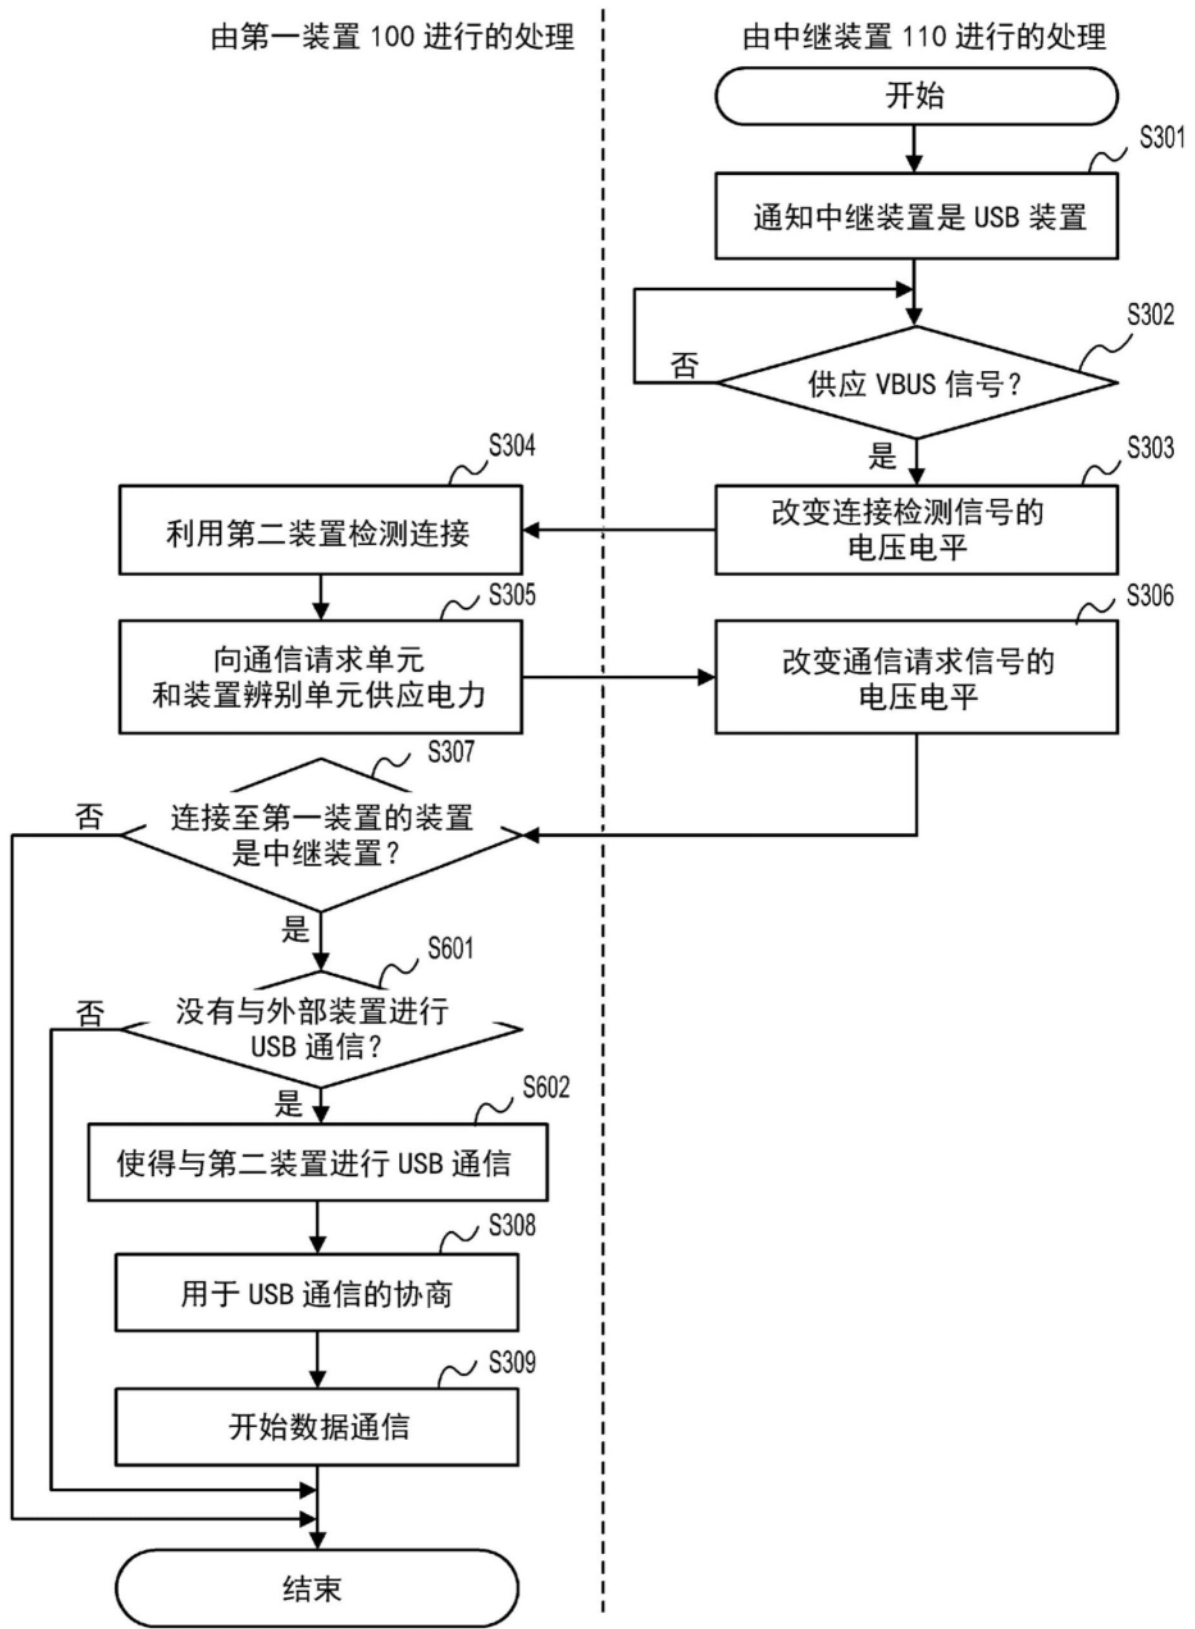 由第一装置 100 进行的处理
由中继装置 110 进行的处理
开始
S301
通知中继装置是 USB 装置
S302
供应 VBUS 信号?
否
是
S303
改变连接检测信号的
电压电平
S304
利用第二装置检测连接
S305
向通信请求单元
和装置辨别单元供应电力
S306
改变通信请求信号的
电压电平
S307
连接至第一装置的装置
是中继装置?
否
是
S601
没有与外部装置进行
USB 通信?
否
是
S602
使得与第二装置进行 USB 通信
S308
用于 USB 通信的协商
S309
开始数据通信
结束